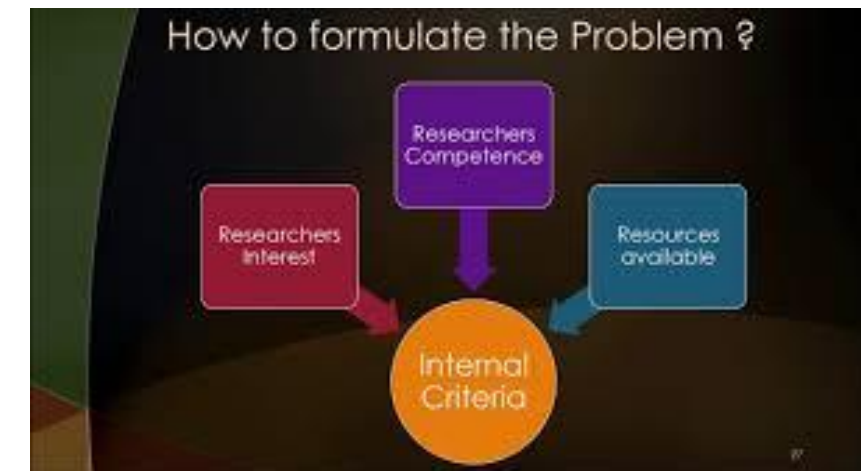 How to formulate the Problem ?
Researchers
Competence
Researchers
Interest
Resources
available
Internal
Criteria